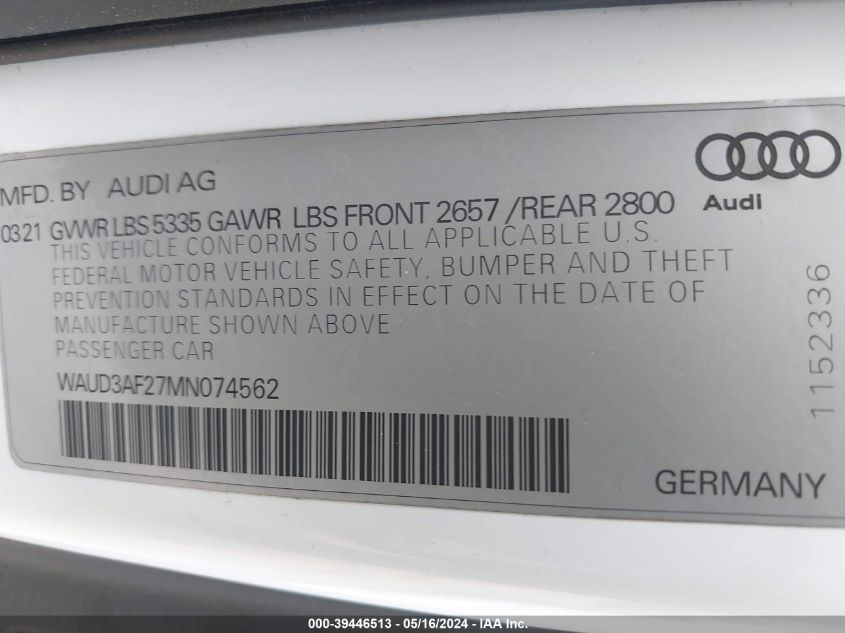 MFD. BY AUDI AG
0321 GVWR LBS 5335 GAWR LBS FRONT 2657 /REAR 2800
Audi
THIS VEHICLE CONFORMS TO ALL APPLICABLE U.S.
FEDERAL MOTOR VEHICLE SAFETY, BUMPER AND THEFT
PREVENTION STANDARDS IN EFFECT ON THE DATE OF
MANUFACTURE SHOWN ABOVE
PASSENGER CAR
WAUD3AF27MN074562
1152336
GERMANY
000-39446513 - 05/16/2024 - IAA Inc.